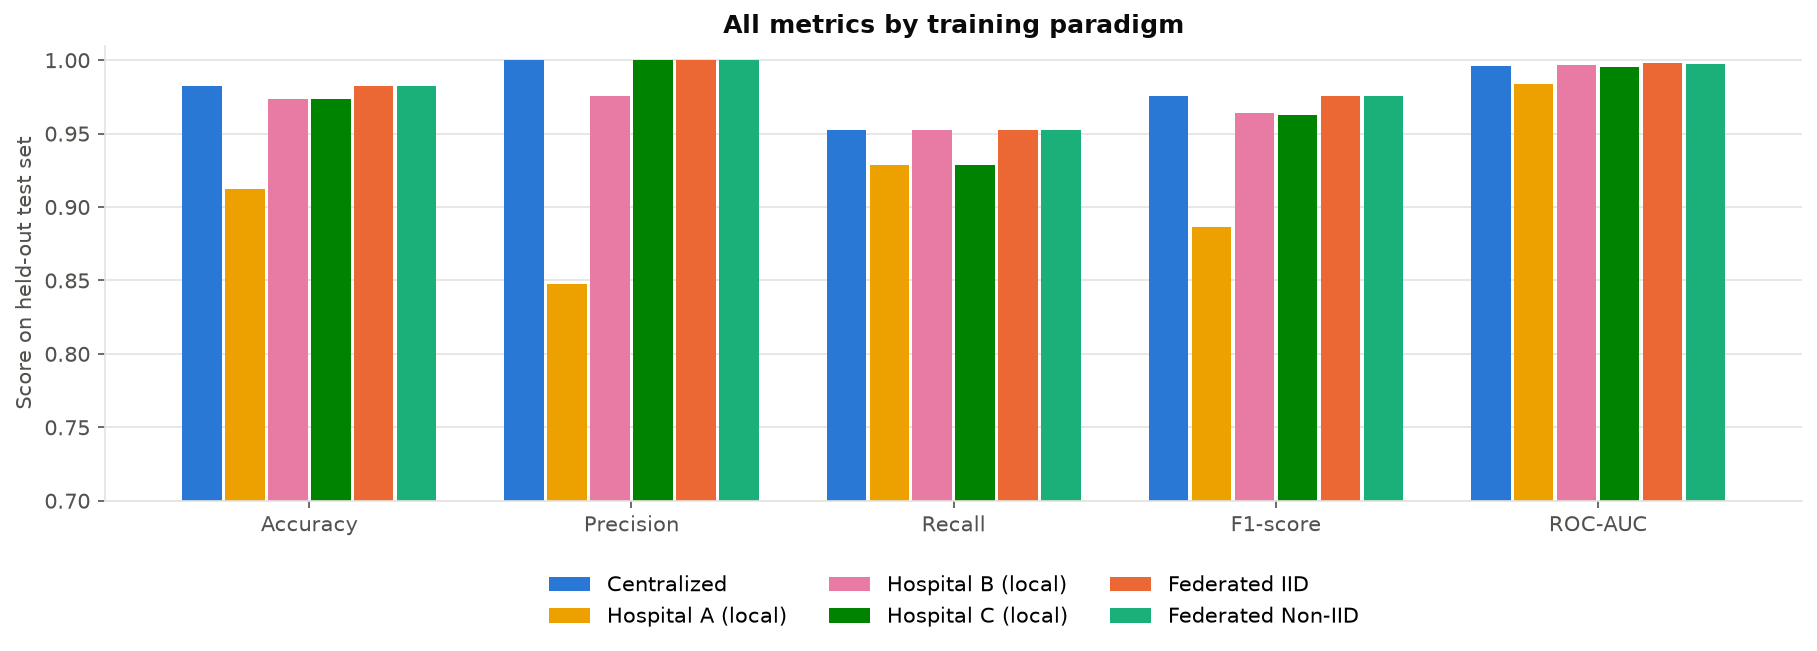 All metrics by training paradigm
Score on held-out test set
1.00
0.95
0.90
0.85
0.80
0.75
0.70
Accuracy Precision Recall F1-score ROC-AUC
Centralized Hospital B (local) Federated IID
Hospital A (local) Hospital C (local) Federated Non-IID